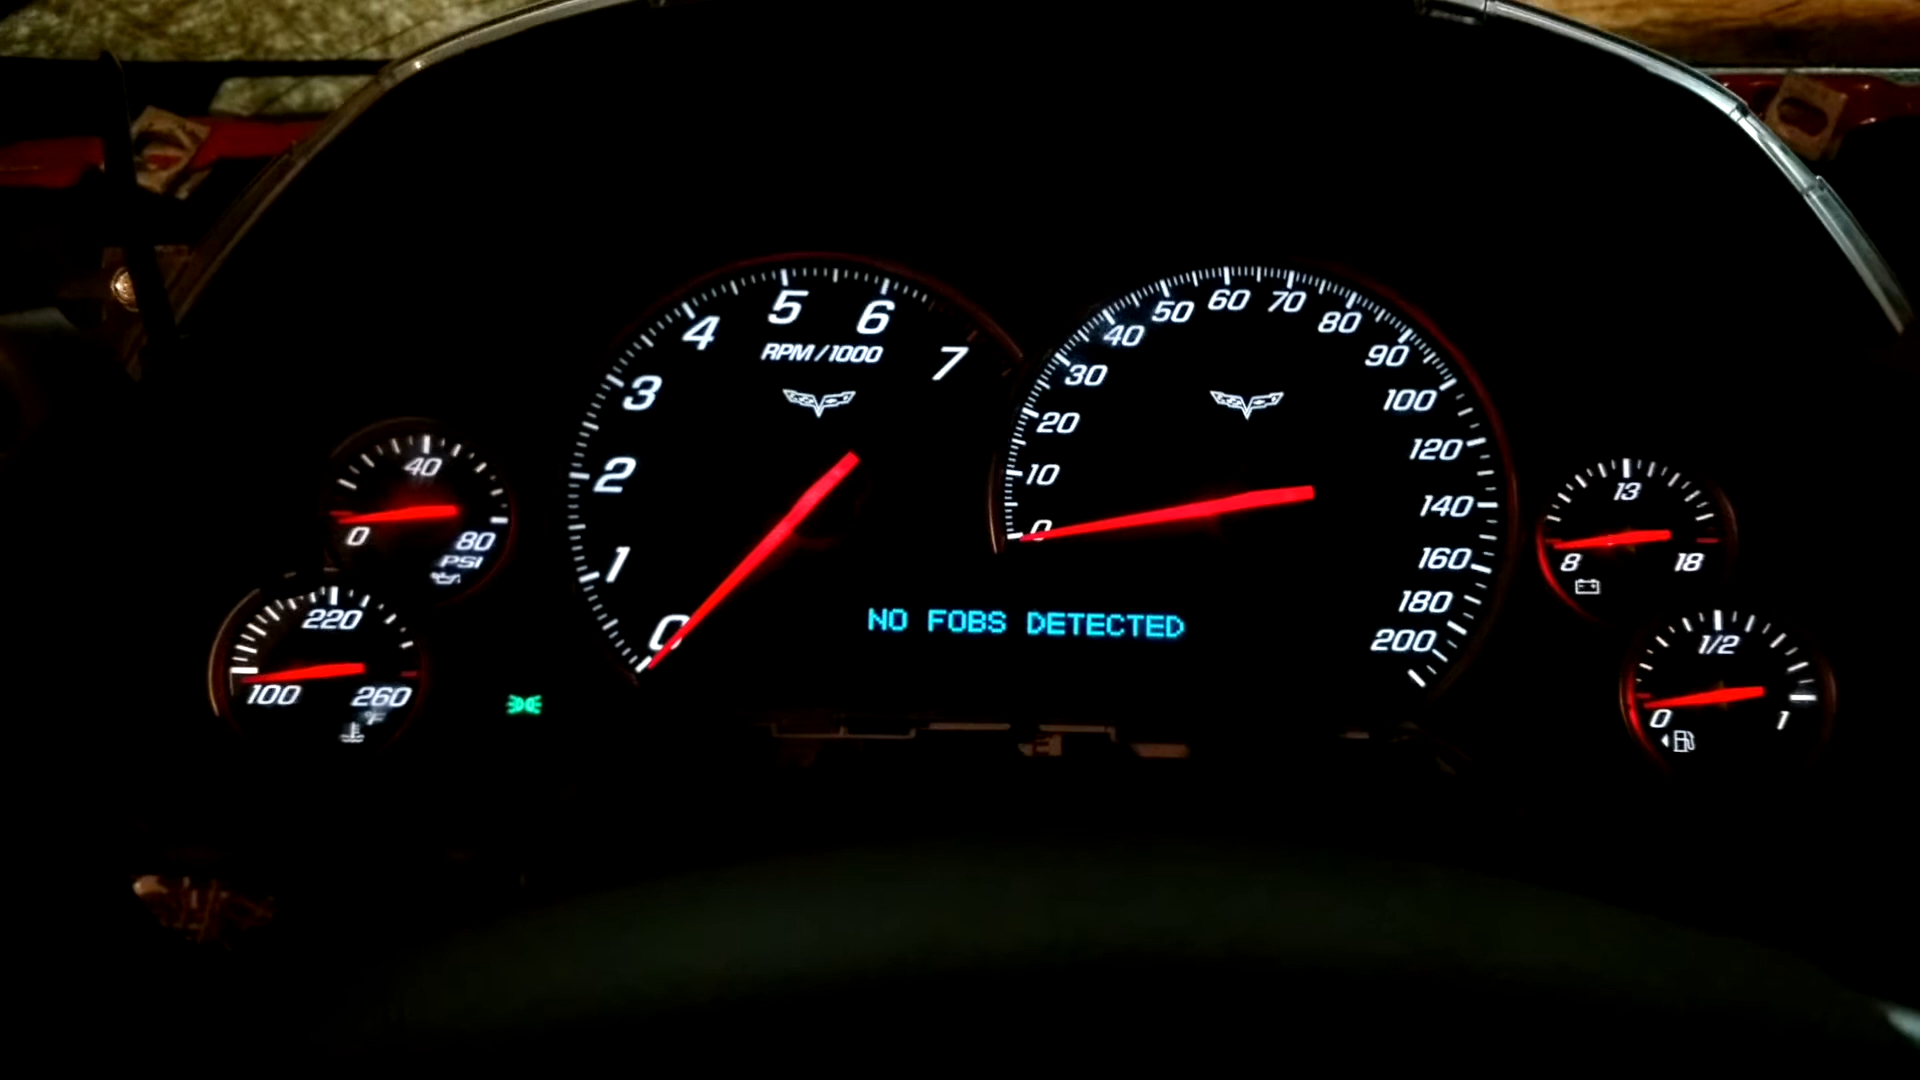 0 1 2 3 4 5 6 7
RPM/1000
0 10 20 30 40 50 60 70 80 90 100 120 140 160 180 200
NO FOBS DETECTED
0 40 80
PSI
100 220 260
°F
8 13 18
0 1/2 1